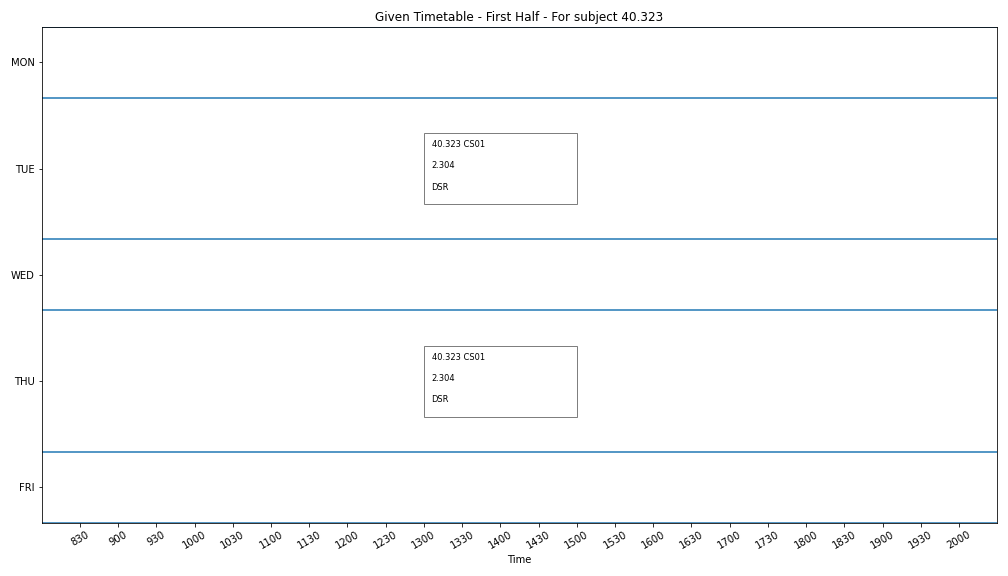 Given Timetable - First Half - For subject 40.323
MON
TUE
40.323 CS01
2.304
DSR
WED
THU
40.323 CS01
2.304
DSR
FRI
830 900 930 1000 1030 1100 1130 1200 1230 1300 1330 1400 1430 1500 1530 1600 1630 1700 1730 1800 1830 1900 1930 2000
Time